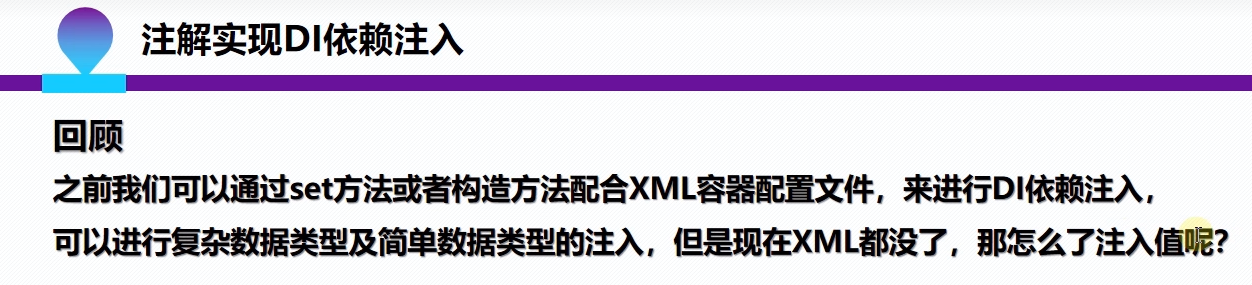 注解实现DI依赖注入
回顾
之前我们可以通过set方法或者构造方法配合XML容器配置文件，来进行DI依赖注入，
可以进行复杂数据类型及简单数据类型的注入，但是现在XML都没了，那怎么了注入值呢？